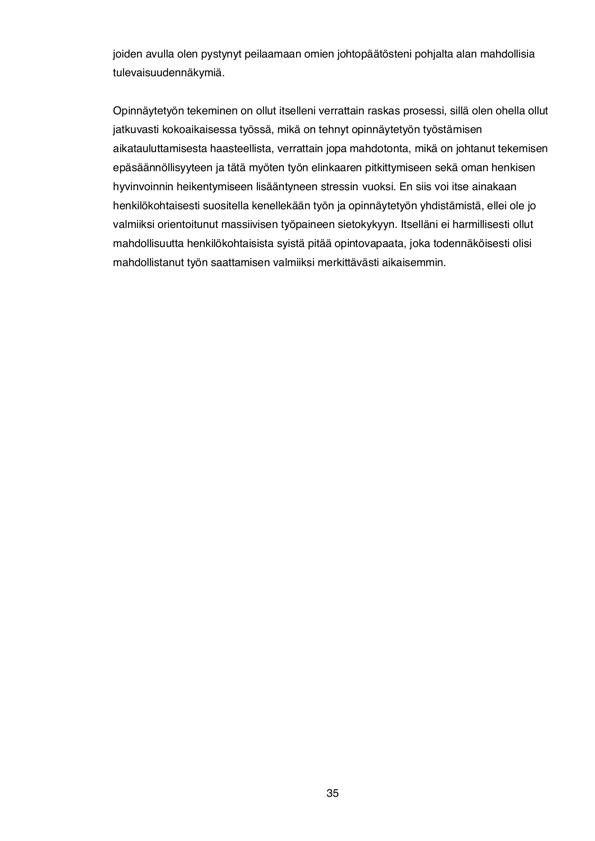 joiden avulla olen pystynyt peilaamaan omien johtopäätösteni pohjalta alan mahdollisia
tulevaisuudennäkymiä.
Opinnäytetyön tekeminen on ollut itselleni verrattain raskas prosessi, sillä olen ohella ollut
jatkuvasti kokoaikaisessa työssä, mikä on tehnyt opinnäytetyön työstämisen
aikatauluttamisesta haasteellista, verrattain jopa mahdotonta, mikä on johtanut tekemisen
epäsäännöllisyyteen ja tätä myöten työn elinkaaren pitkittymiseen sekä oman henkisen
hyvinvoinnin heikentymiseen lisääntyneen stressin vuoksi. En siis voi itse ainakaan
henkilökohtaisesti suositella kenellekään työn ja opinnäytetyön yhdistämistä, ellei ole jo
valmiiksi orientoitunut massiivisen työpaineen sietokykyyn. Itselläni ei harmillisesti ollut
mahdollisuutta henkilökohtaisista syistä pitää opintovapaata, joka todennäköisesti olisi
mahdollistanut työn saattamisen valmiiksi merkittävästi aikaisemmin.
35